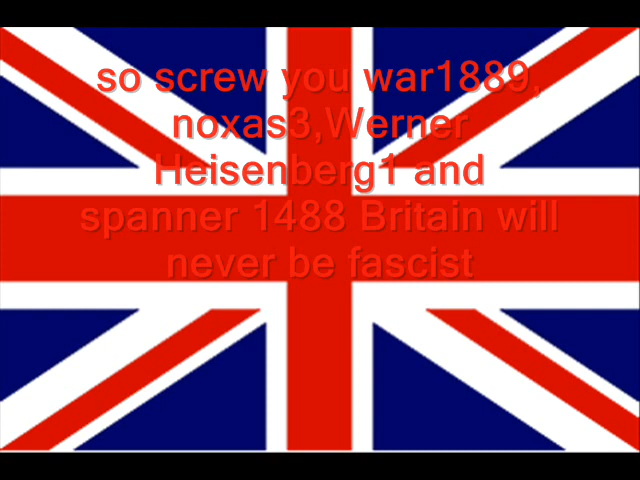 so screw you war1889,
noxas3,Werner
Heisenberg1 and
spanner 1488 Britain will
never be fascist